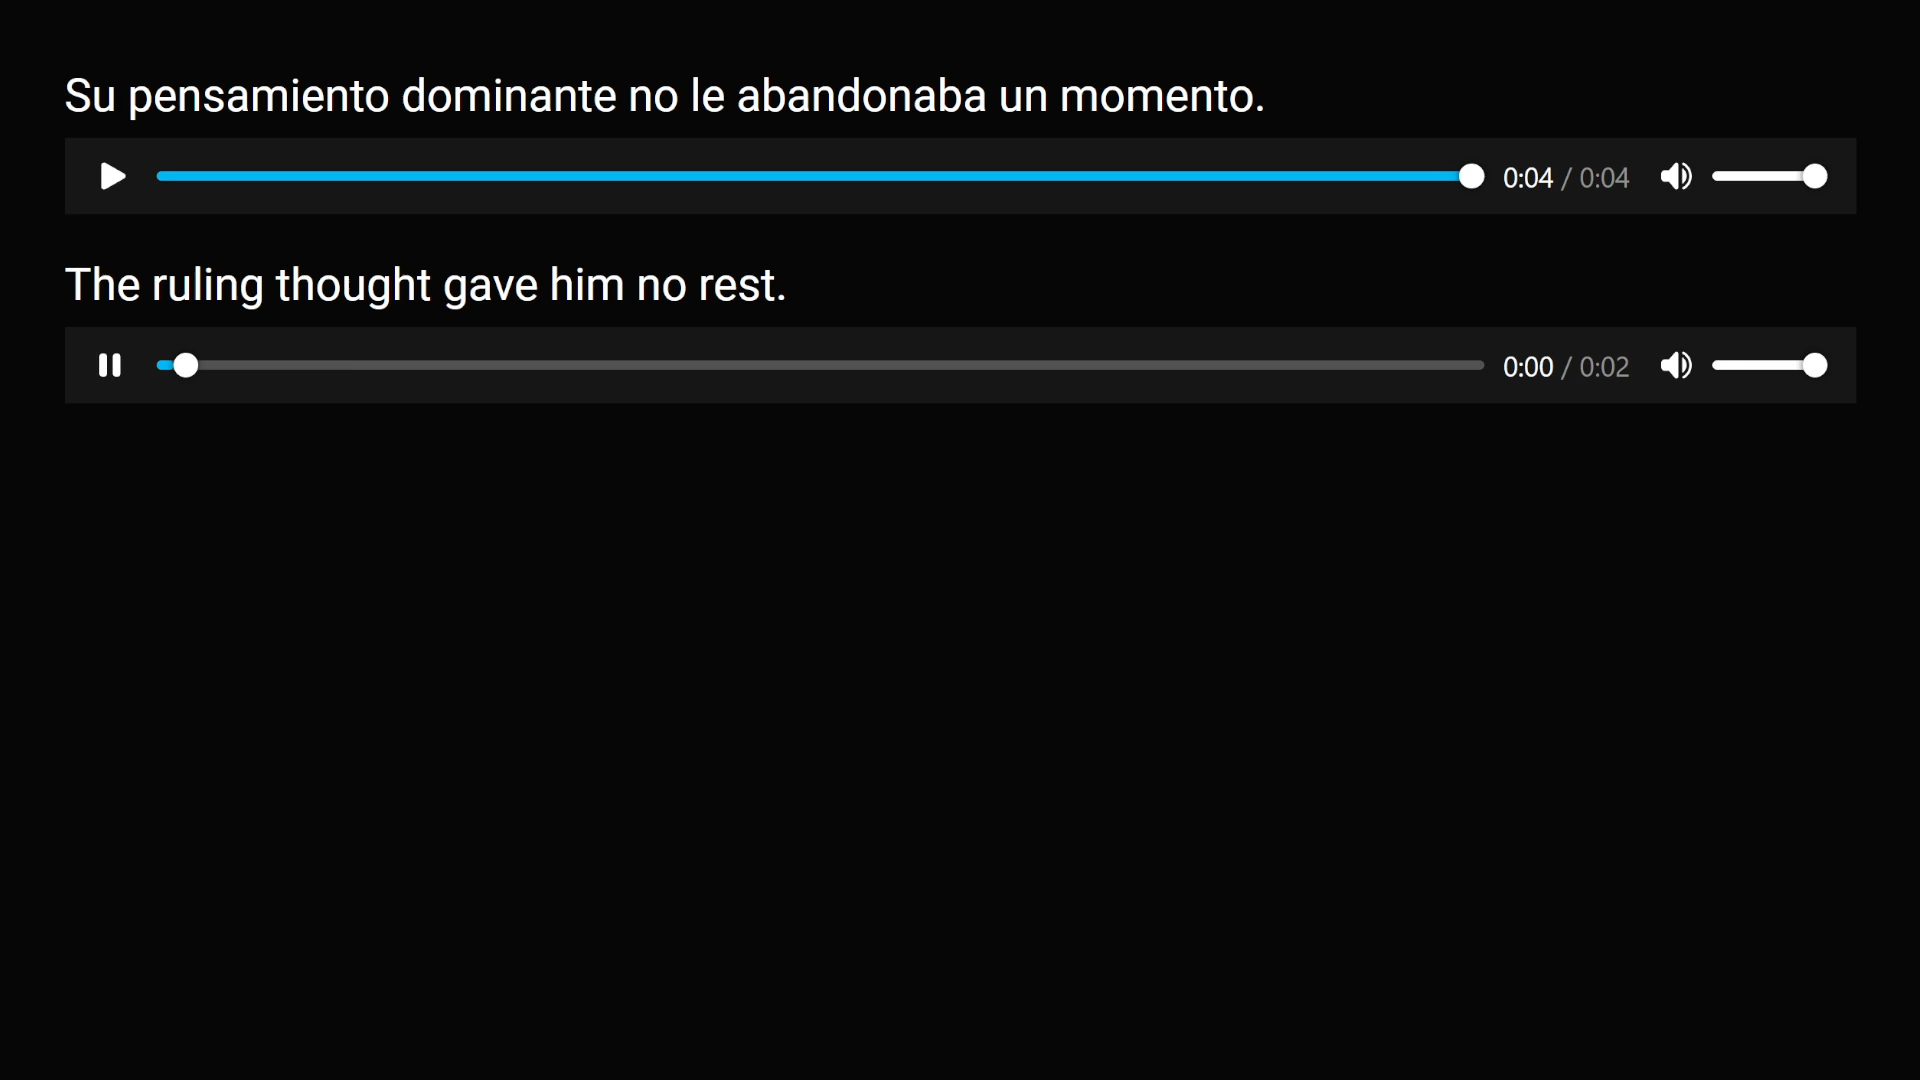 Su pensamiento dominante no le abandonaba un momento.
0:04 / 0:04
The ruling thought gave him no rest.
0:00 / 0:02